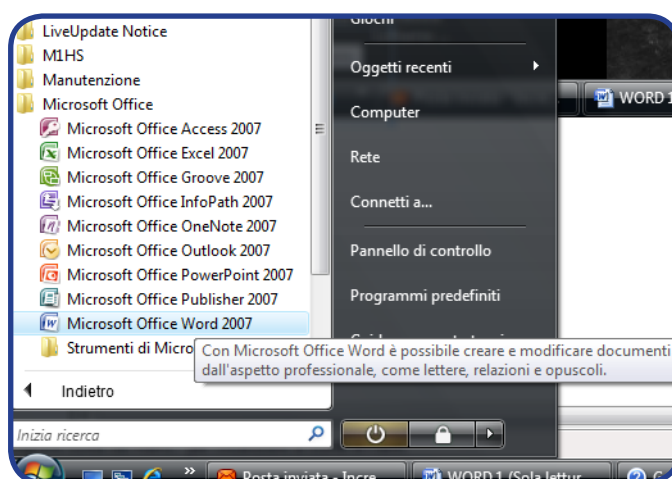 LiveUpdate Notice
M1HS
Manutenzione
Microsoft Office
Microsoft Office Access 2007
Microsoft Office Excel 2007
Microsoft Office Groove 2007
Microsoft Office InfoPath 2007
Microsoft Office OneNote 2007
Microsoft Office Outlook 2007
Microsoft Office PowerPoint 2007
Microsoft Office Publisher 2007
Microsoft Office Word 2007
Strumenti di Micro
Indietro
Inizia ricerca
Giochi
Oggetti recenti
Computer
Rete
Connetti a...
Pannello di controllo
Programmi predefiniti
Con Microsoft Office Word è possibile creare e modificare documenti
dall'aspetto professionale, come lettere, relazioni e opuscoli.
WORD 1
Posta inviata - Incre...
WORD 1 (Sola lettur...